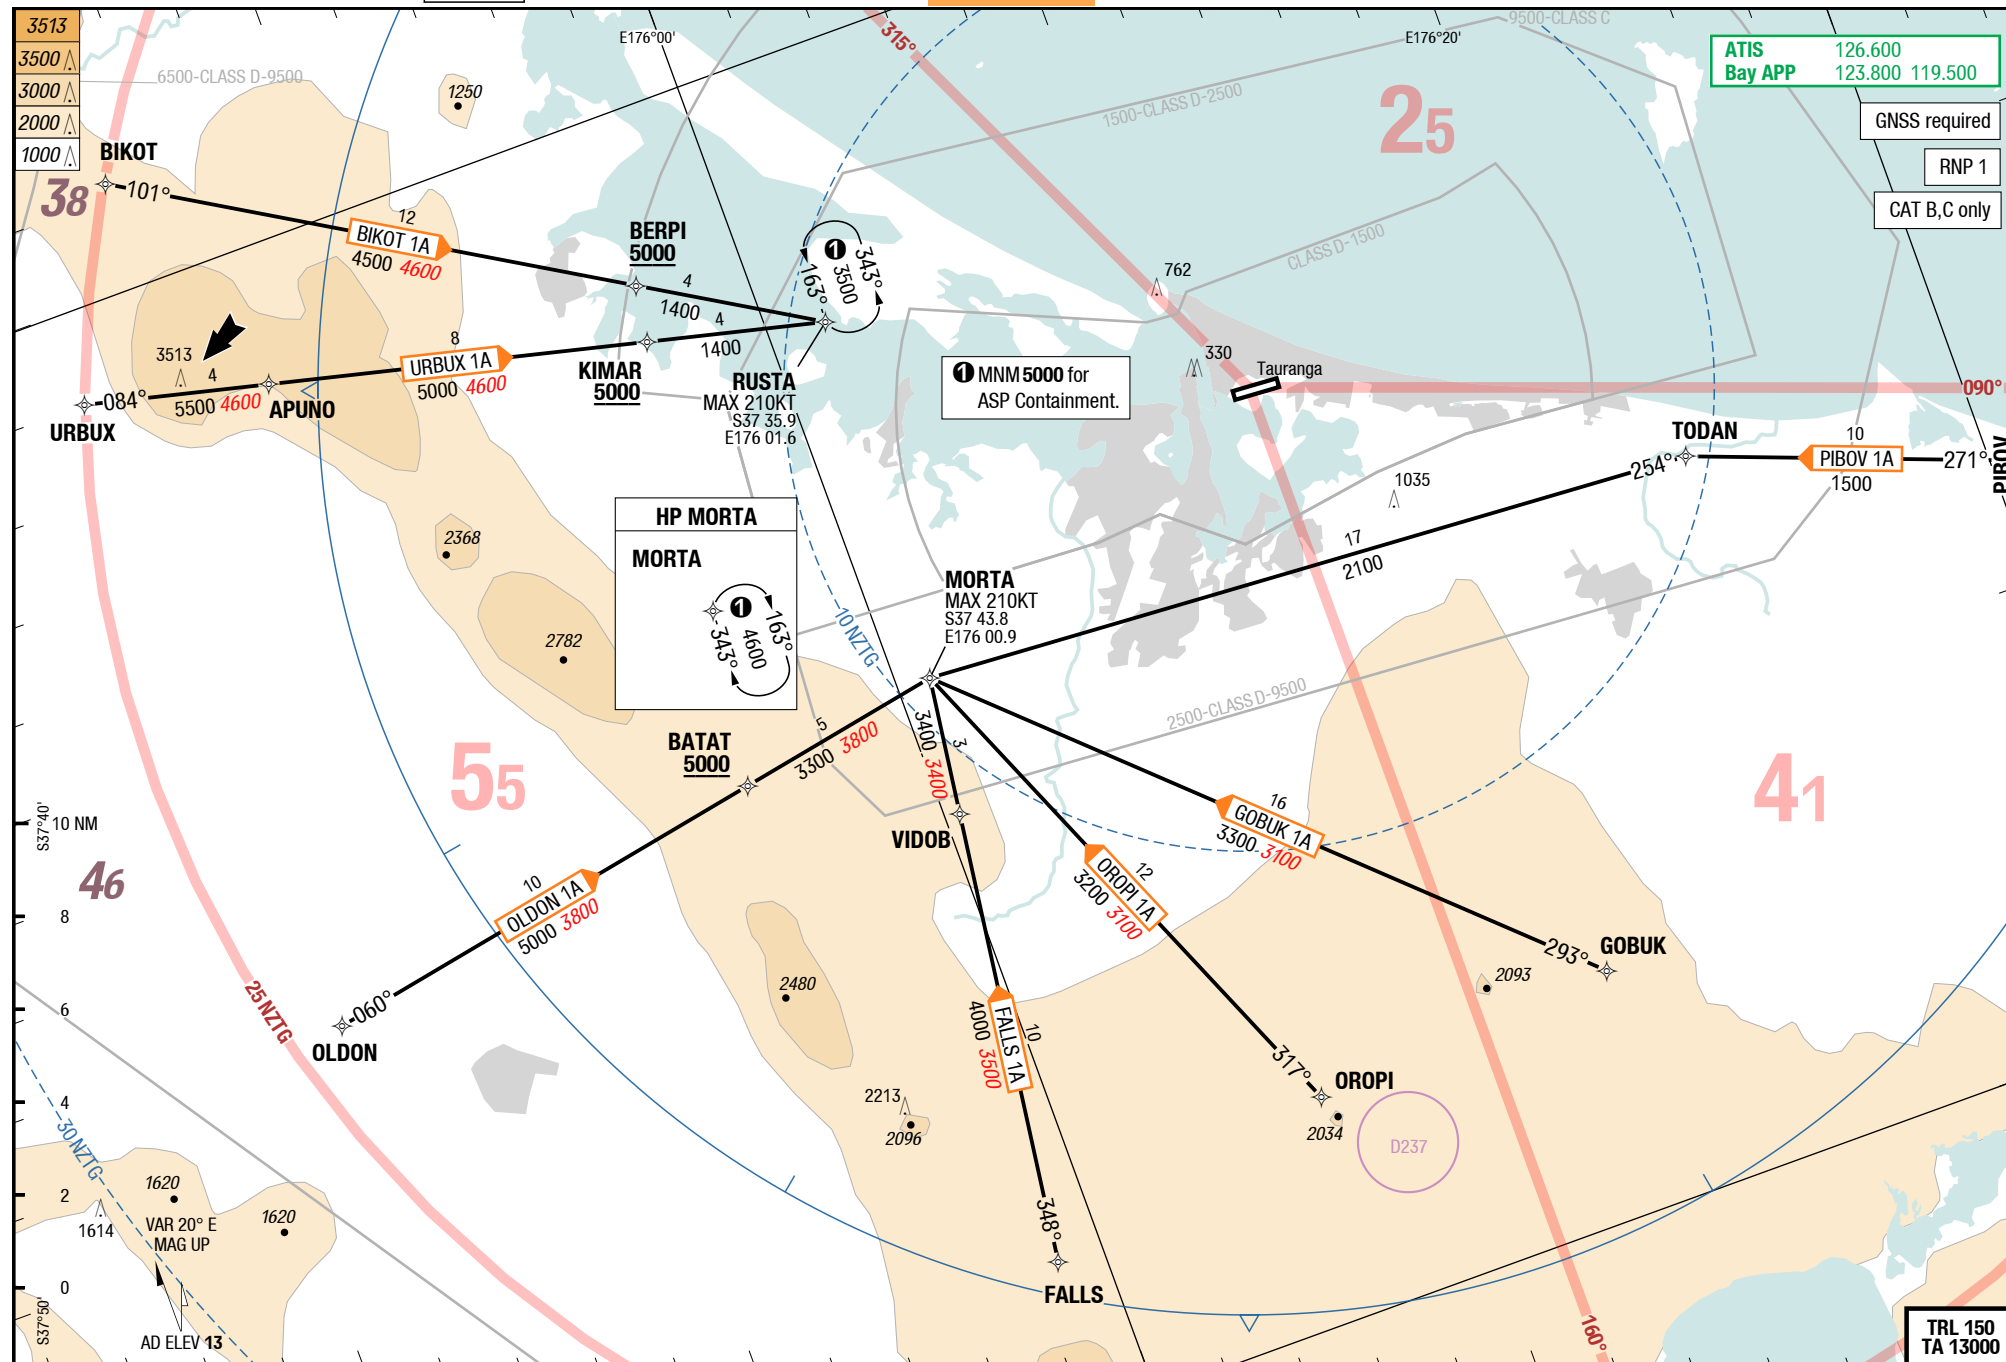 3513
3500
3000
2000
1000
6500-CLASS D-9500
1250
E176°00'
315°
E176°20'
9500-CLASS C
1500-CLASS D-2500
25
ATIS 126.600
Bay APP 123.800 119.500
GNSS required
RNP 1
CAT B,C only
BIKOT
38
101°
12
BIKOT 1A
4500 4600
BERPI
5000
4
1400
163°
1
3500
343°
CLASS D-1500
762
3513
4
084°
5500 4600
URBUX
APUNO
8
URBUX 1A
5000 4600
KIMAR
5000
4
1400
RUSTA
MAX 210KT
S37 35.9
E176 01.6
1 MNM 5000 for
ASP Containment.
330
Tauranga
090°
TODAN
10
PIBOV 1A
1500
271°
PIBOV
254°
1035
17
2100
2368
2782
HP MORTA
MORTA
1
4600
163°
343°
10 NZTG
MORTA
MAX 210KT
S37 43.8
E176 00.9
2500-CLASS D-9500
55
41
BATAT
5000
5
3300 3800
3400 3400
3
VIDOB
16
GOBUK 1A
3300 3100
293°
GOBUK
12
OROPI 1A
3200 3100
317°
OROPI
10
OLDON 1A
5000 3800
060°
OLDON
46
25 NZTG
30 NZTG
2480
2213
2096
10
FALLS 1A
4000 3500
348°
FALLS
2093
2034
D237
160°
S37°40'
10 NM
8
6
4
2
0
S37°50'
1620
1620
1614
VAR 20° E
MAG UP
AD ELEV 13
TRL 150
TA 13000